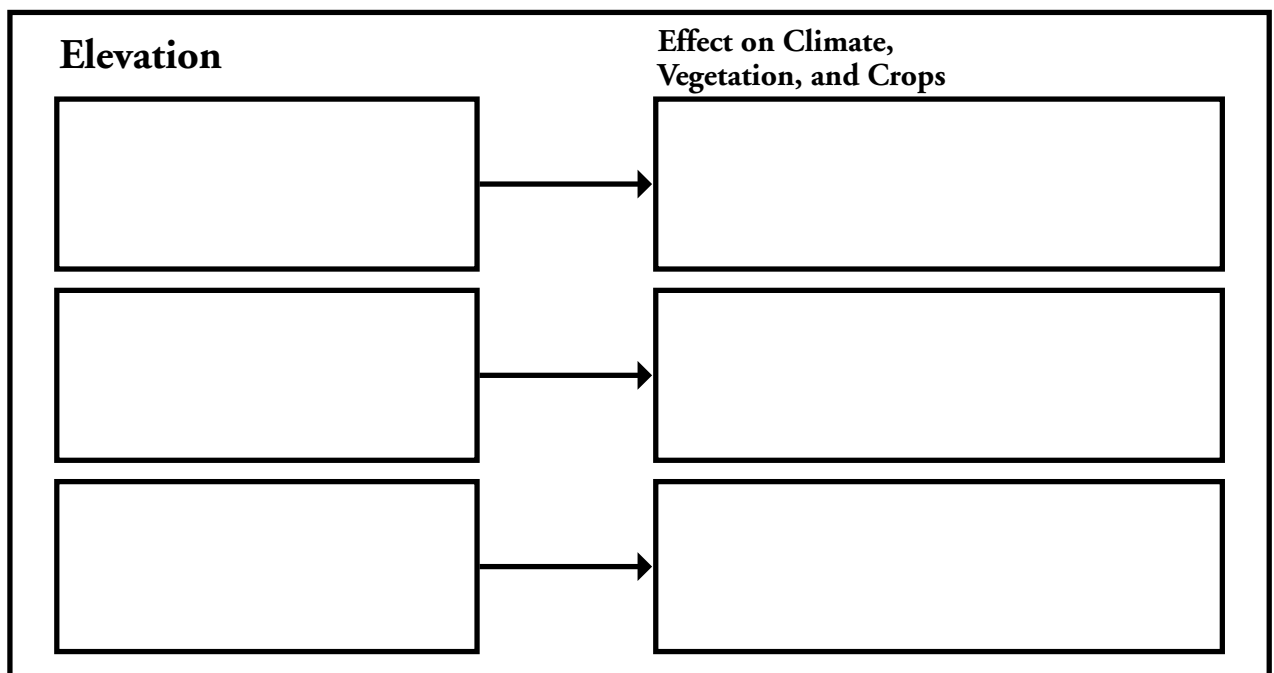 Elevation
Effect on Climate,
Vegetation, and Crops